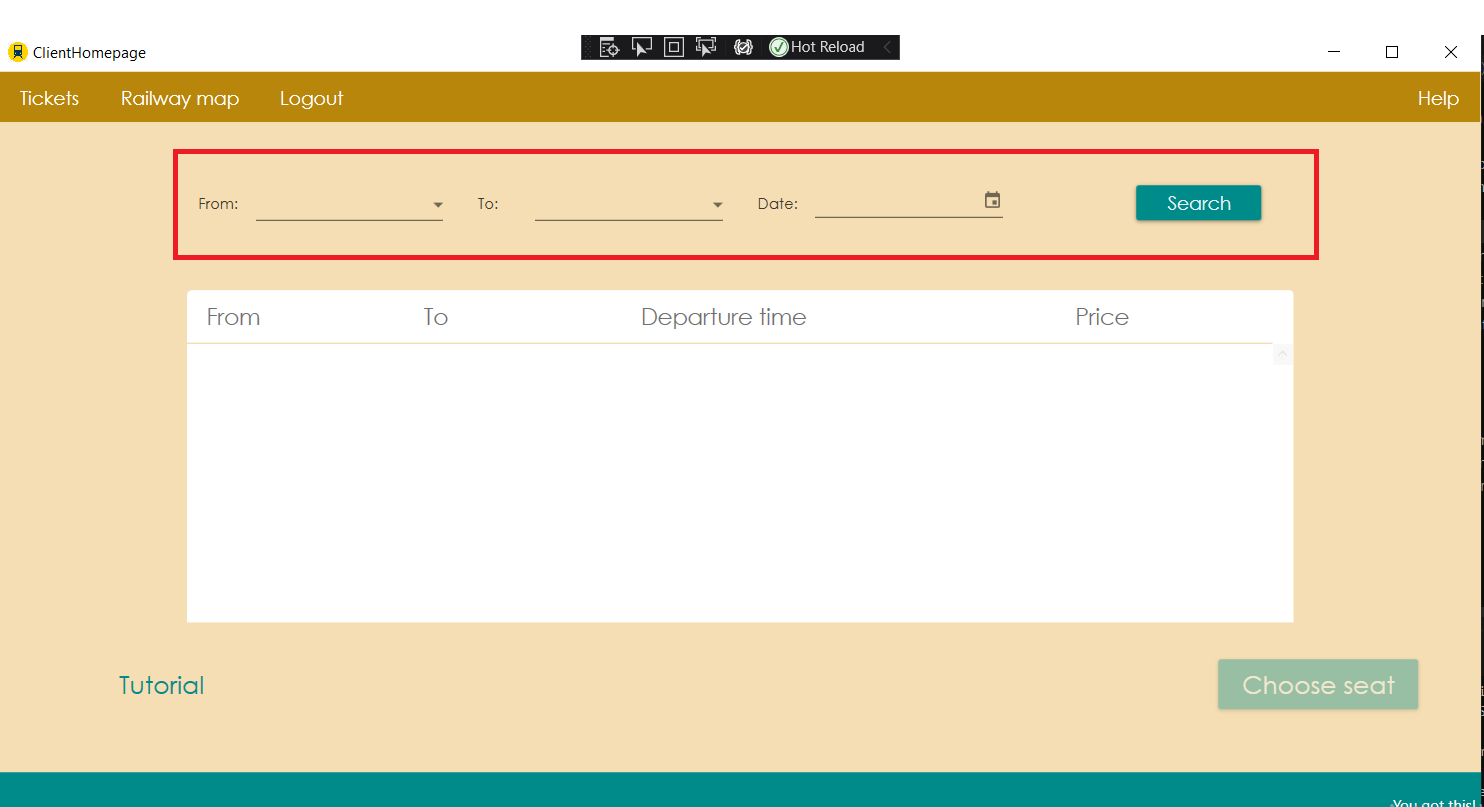 ClientHomepage
Hot Reload
Tickets Railway map Logout Help
From: To: Date: Search
From To Departure time Price
Tutorial Choose seat
You got this!